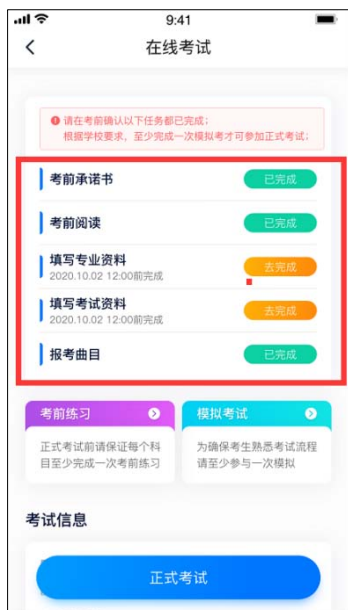 9:41
在线考试
请在考前确认以下任务都已完成；
根据学校要求，至少完成一次模拟考才可参加正式考试；
考前承诺书
已完成
考前阅读
已完成
填写专业资料
去完成
2020.10.02 12:00前完成
填写考试资料
去完成
2020.10.02 12:00前完成
报考曲目
已完成
考前练习
模拟考试
正式考试前请保证每个科
目至少完成一次考前练习
为确保考生熟悉考试流程
请至少参与一次模拟
考试信息
正式考试